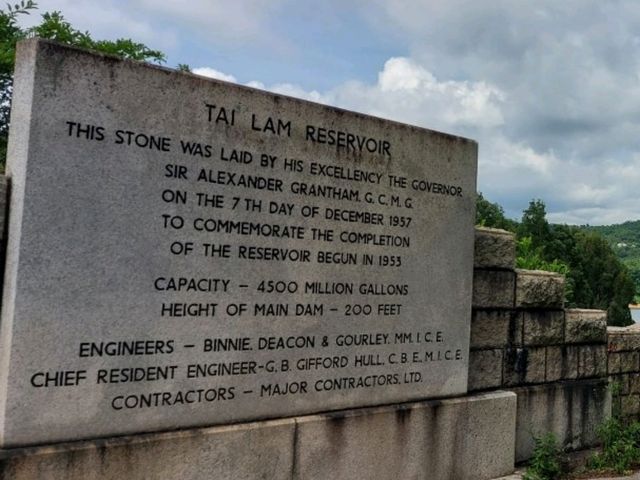 TAI LAM RESERVOIR
THIS STONE WAS LAID BY HIS EXCELLENCY THE GOVERNOR
SIR ALEXANDER GRANTHAM, G.C.M.G.
ON THE 7TH DAY OF DECEMBER 1957
TO COMMEMORATE THE COMPLETION
OF THE RESERVOIR BEGUN IN 1953
CAPACITY – 4500 MILLION GALLONS
HEIGHT OF MAIN DAM – 200 FEET
ENGINEERS – BINNIE, DEACON & GOURLEY, MM.I.C.E.
CHIEF RESIDENT ENGINEER-G.B. GIFFORD HULL, C.B.E., M.I.C.E.
CONTRACTORS – MAJOR CONTRACTORS, LTD.